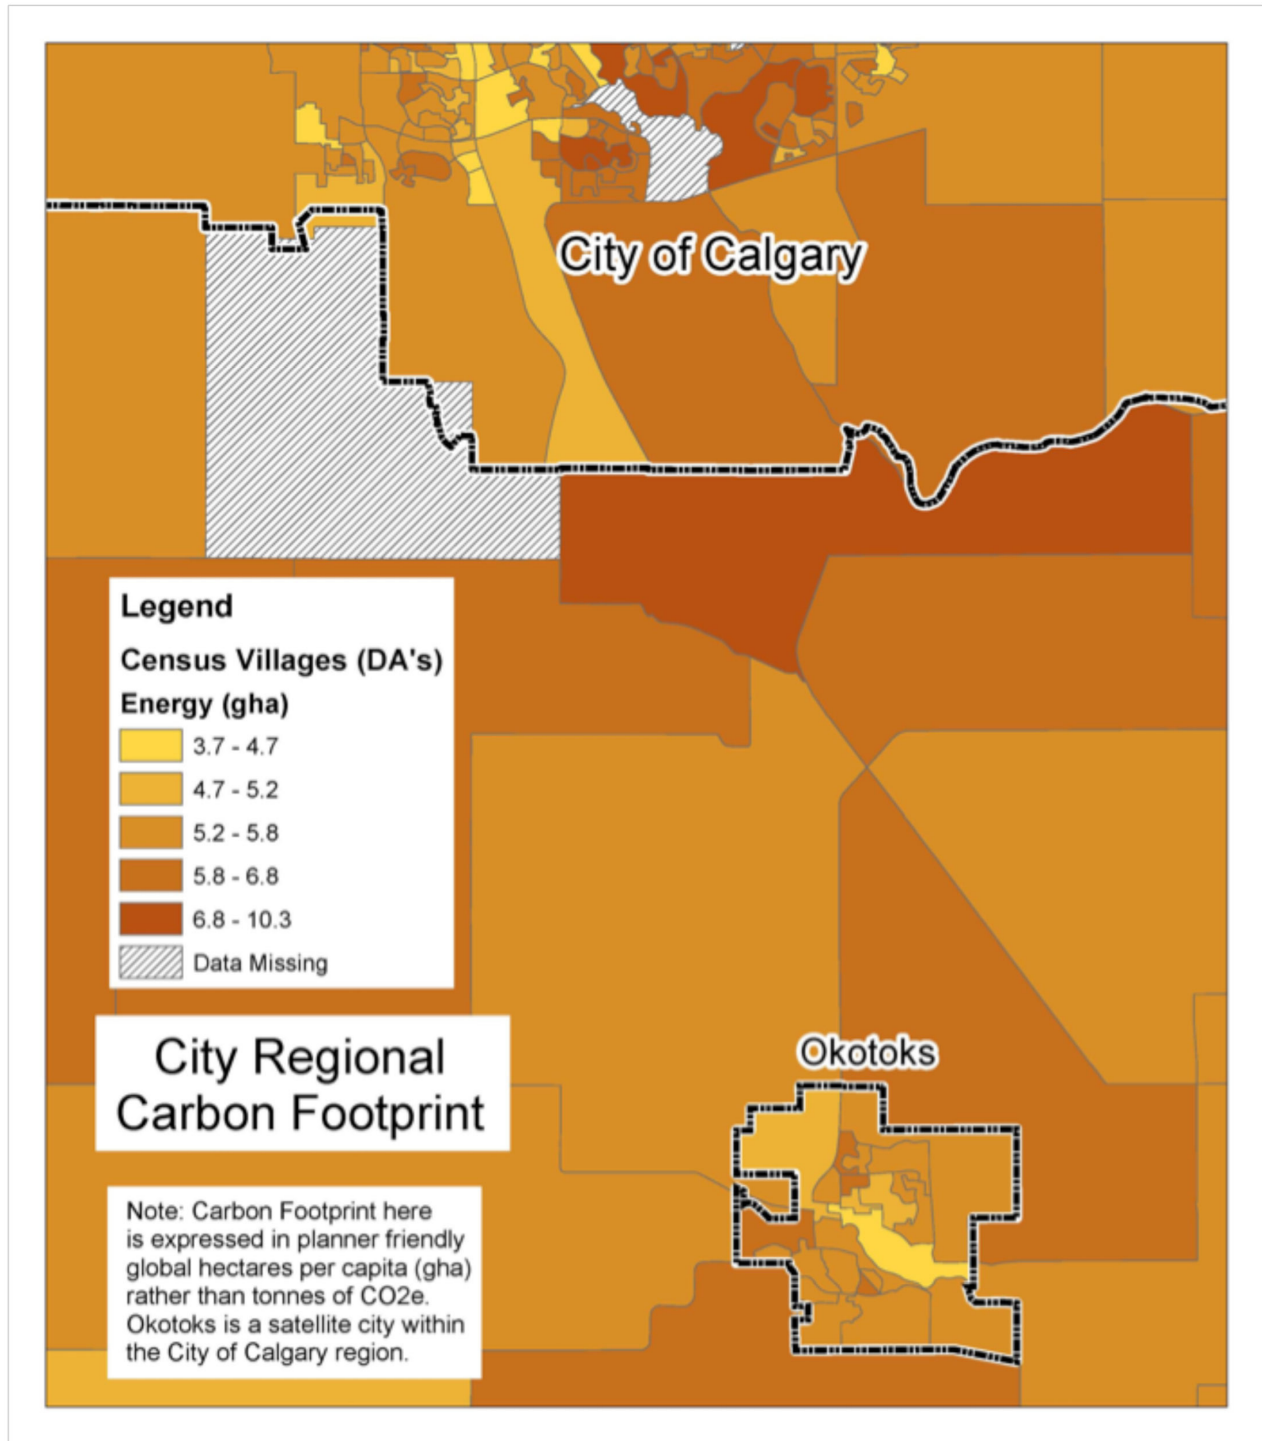 City of Calgary
Legend
Census Villages (DA's)
Energy (gha)
3.7 - 4.7
4.7 - 5.2
5.2 - 5.8
5.8 - 6.8
6.8 - 10.3
Data Missing
City Regional
Carbon Footprint
Okotoks
Note: Carbon Footprint here
is expressed in planner friendly
global hectares per capita (gha)
rather than tonnes of CO2e.
Okotoks is a satellite city within
the City of Calgary region.